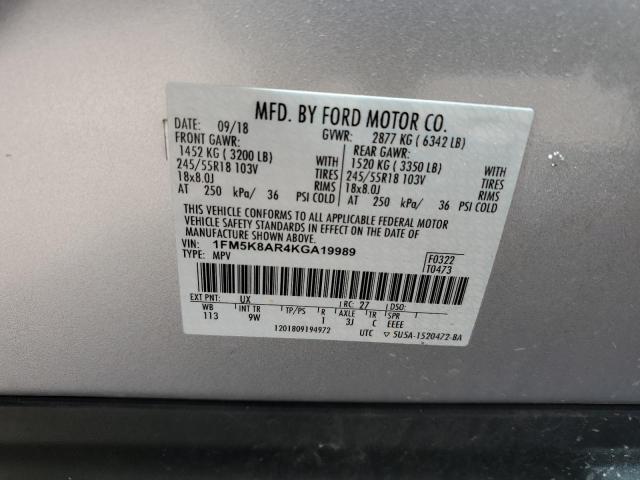 MFD. BY FORD MOTOR CO.
DATE: 09/18 GVWR: 2877 KG ( 6342 LB)
FRONT GAWR: REAR GAWR:
1452 KG ( 3200 LB) WITH 1520 KG ( 3350 LB) WITH
245/55R18 103V TIRES 245/55R18 103V TIRES
18x8.0J RIMS 18x8.0J RIMS
AT 250 kPa/ 36 PSI COLD AT 250 kPa/ 36 PSI COLD
THIS VEHICLE CONFORMS TO ALL APPLICABLE FEDERAL MOTOR
VEHICLE SAFETY STANDARDS IN EFFECT ON THE DATE OF
MANUFACTURE SHOWN ABOVE.
VIN: 1FM5K8AR4KGA19989 F0322
TYPE: MPV T0473
EXT PNT: UX RC: 27 DSO:
WB INT TR TP/PS R AXLE TR SPR
113 9W 1 3J C EEEE
1201809194972 UTC ▽ 5U5A-1520472-BA